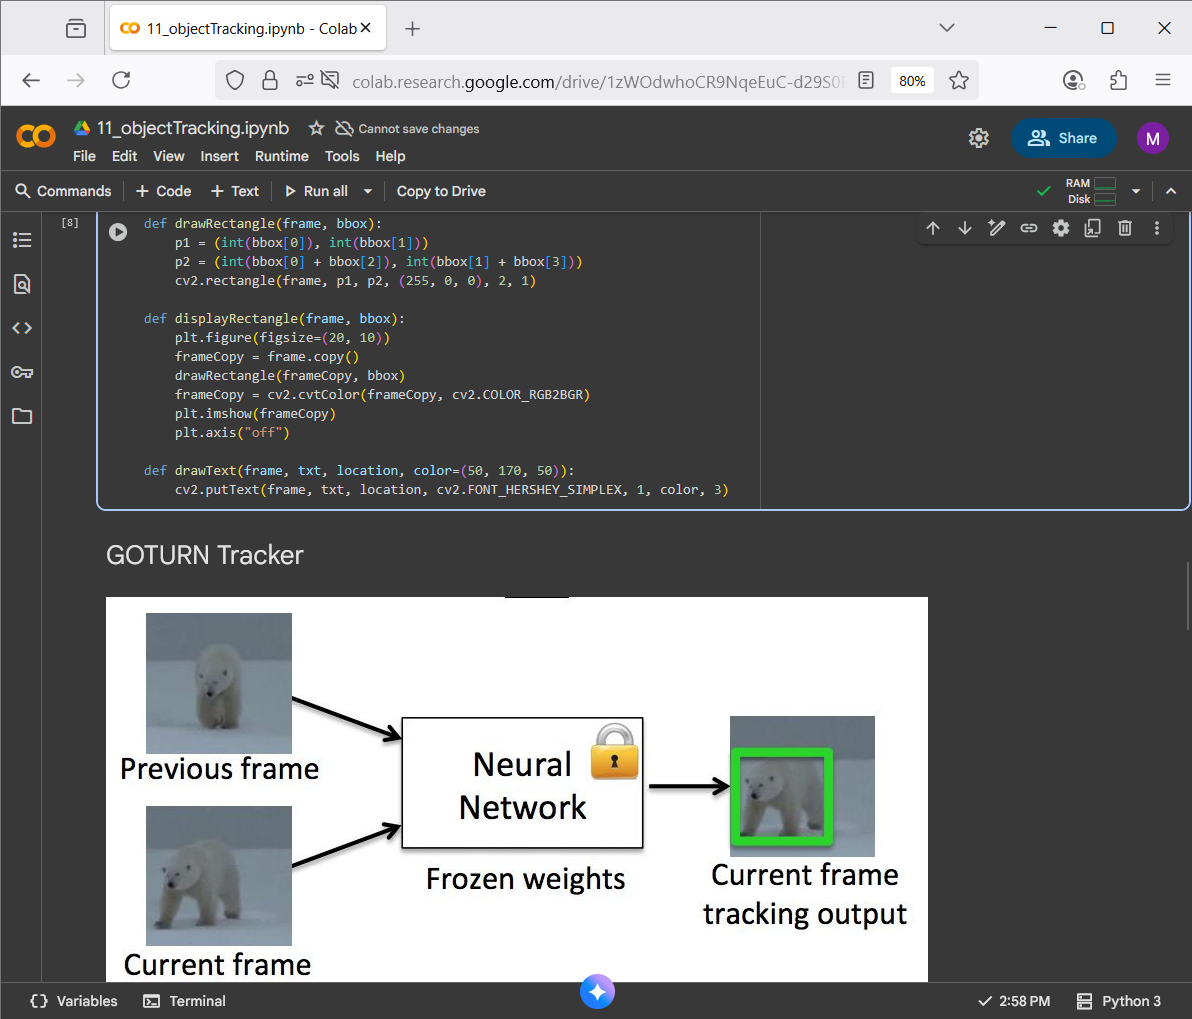 11_objectTracking.ipynb - Colab
colab.research.google.com/drive/1zWOdwhoCR9NqeEuC-d29S0
80%
11_objectTracking.ipynb
Cannot save changes
File Edit View Insert Runtime Tools Help
Share
M
Commands + Code + Text Run all Copy to Drive
RAM
Disk
[8]
def drawRectangle(frame, bbox):
    p1 = (int(bbox[0]), int(bbox[1]))
    p2 = (int(bbox[0] + bbox[2]), int(bbox[1] + bbox[3]))
    cv2.rectangle(frame, p1, p2, (255, 0, 0), 2, 1)
def displayRectangle(frame, bbox):
    plt.figure(figsize=(20, 10))
    frameCopy = frame.copy()
    drawRectangle(frameCopy, bbox)
    frameCopy = cv2.cvtColor(frameCopy, cv2.COLOR_RGB2BGR)
    plt.imshow(frameCopy)
    plt.axis("off")
def drawText(frame, txt, location, color=(50, 170, 50)):
    cv2.putText(frame, txt, location, cv2.FONT_HERSHEY_SIMPLEX, 1, color, 3)
GOTURN Tracker
Previous frame
Neural
Network
Frozen weights
Current frame
tracking output
Current frame
Variables Terminal
2:58 PM Python 3